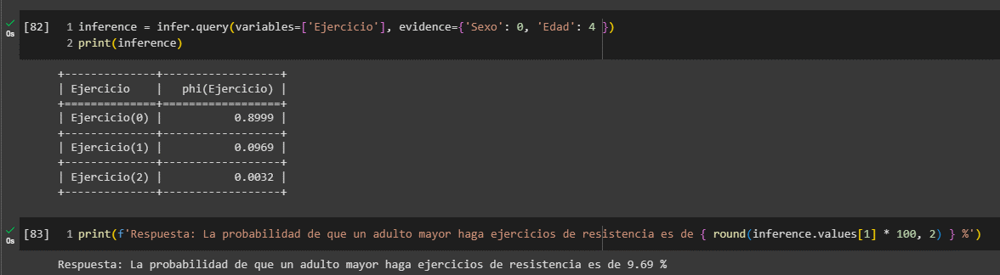 [82] 1 inference = infer.query(variables=['Ejercicio'], evidence={'Sexo': 0, 'Edad': 4 })
0s
2 print(inference)
+--------------+------------------+
| Ejercicio    |   phi(Ejercicio) |
+==============+==================+
| Ejercicio(0) |           0.8999 |
+--------------+------------------+
| Ejercicio(1) |           0.0969 |
+--------------+------------------+
| Ejercicio(2) |           0.0032 |
+--------------+------------------+
[83] 1 print(f'Respuesta: La probabilidad de que un adulto mayor haga ejercicios de resistencia es de { round(inference.values[1] * 100, 2) } %')
0s
Respuesta: La probabilidad de que un adulto mayor haga ejercicios de resistencia es de 9.69 %